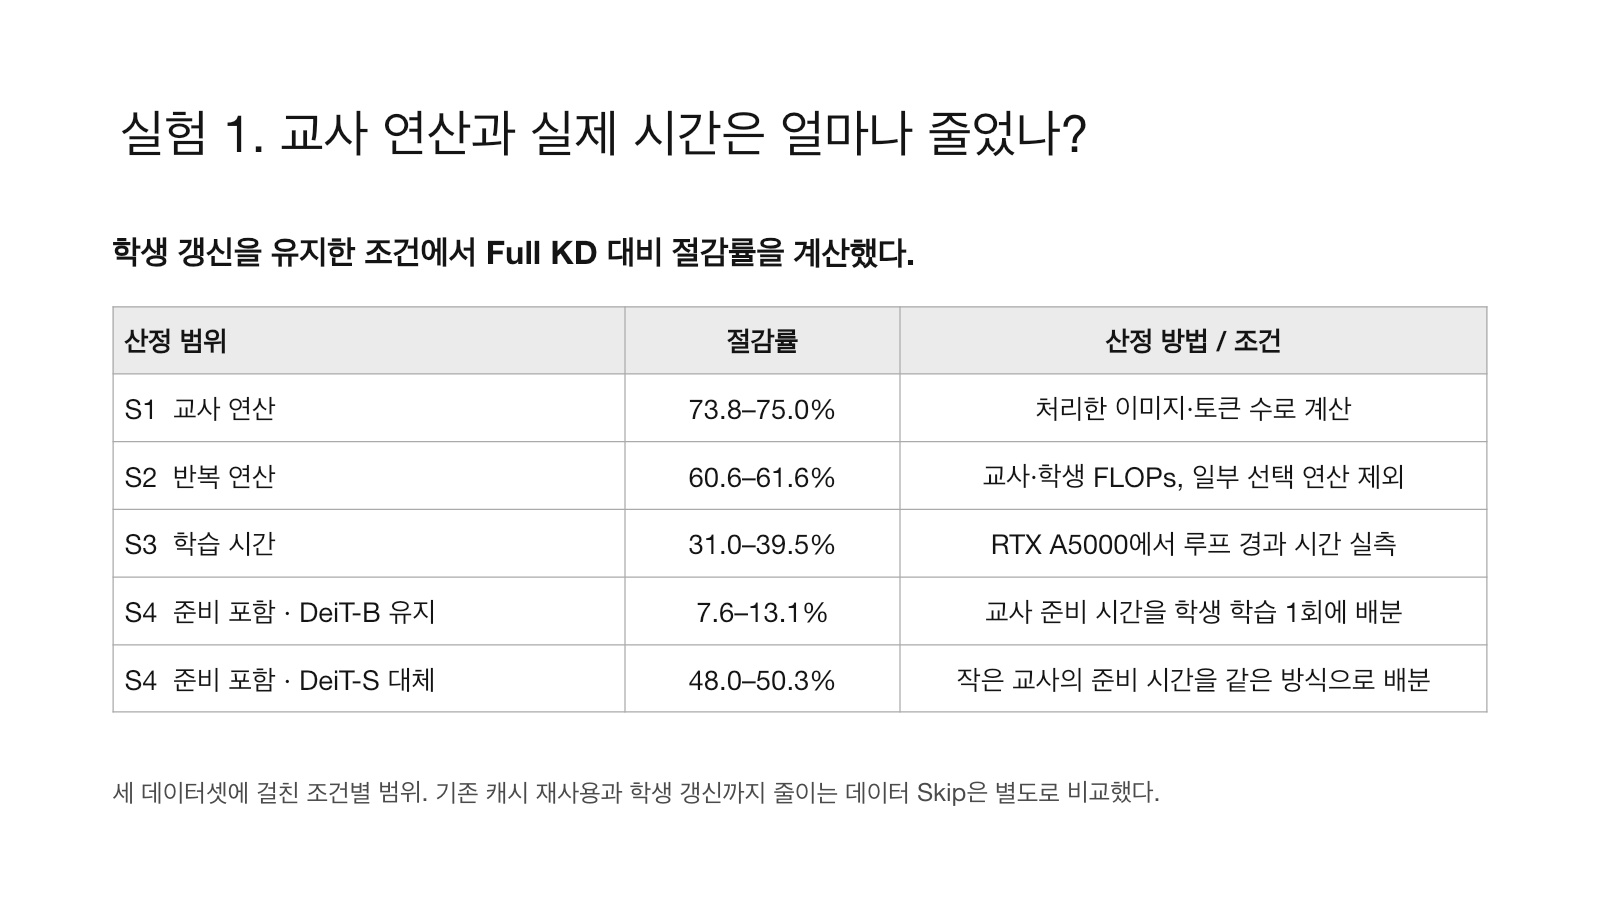 실험 1. 교사 연산과 실제 시간은 얼마나 줄었나?
학생 갱신을 유지한 조건에서 Full KD 대비 절감률을 계산했다.
산정 범위 절감률 산정 방법 / 조건
S1 교사 연산 73.8–75.0% 처리한 이미지·토큰 수로 계산
S2 반복 연산 60.6–61.6% 교사·학생 FLOPs, 일부 선택 연산 제외
S3 학습 시간 31.0–39.5% RTX A5000에서 루프 경과 시간 실측
S4 준비 포함 · DeiT-B 유지 7.6–13.1% 교사 준비 시간을 학생 학습 1회에 배분
S4 준비 포함 · DeiT-S 대체 48.0–50.3% 작은 교사의 준비 시간을 같은 방식으로 배분
세 데이터셋에 걸친 조건별 범위. 기존 캐시 재사용과 학생 갱신까지 줄이는 데이터 Skip은 별도로 비교했다.